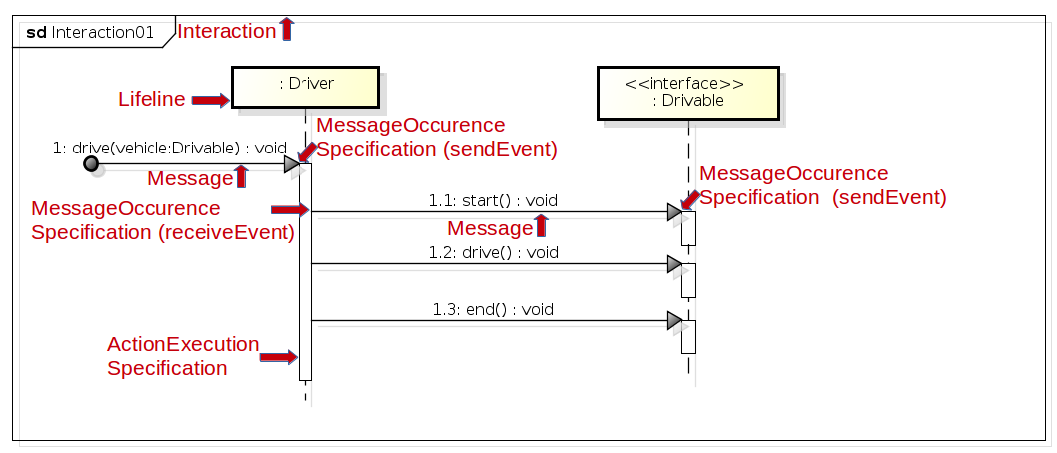 sd Interaction01
Interaction
: Driver
<<interface>>
: Drivable
Lifeline
MessageOccurence
Specification (sendEvent)
1: drive(vehicle:Drivable) : void
Message
MessageOccurence
Specification (sendEvent)
MessageOccurence
Specification (receiveEvent)
1.1: start() : void
Message
1.2: drive() : void
1.3: end() : void
ActionExecution
Specification